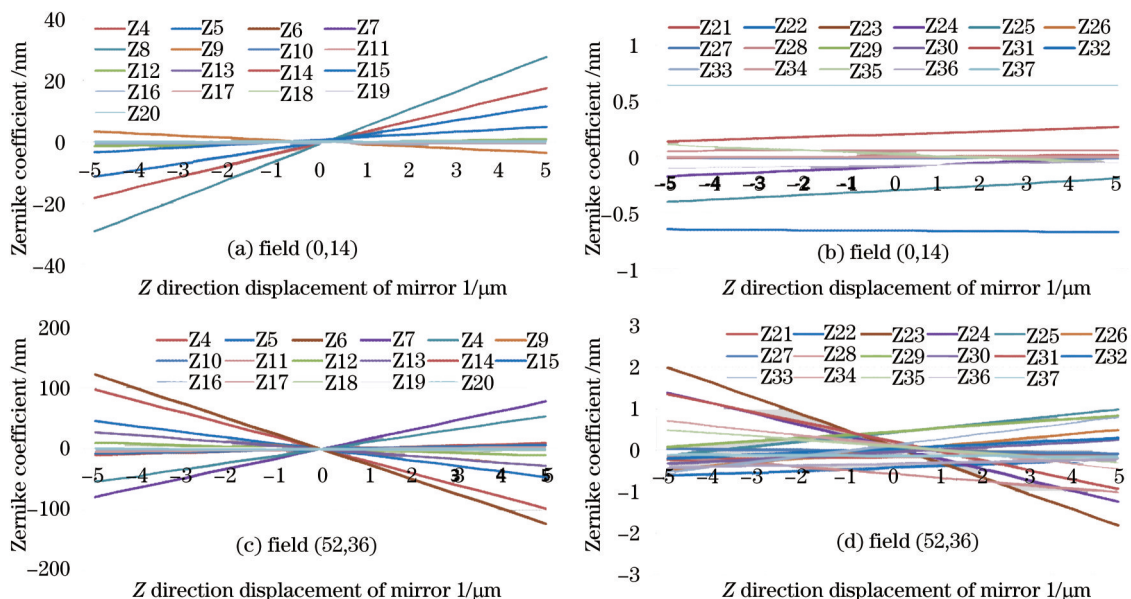 Zernike coefficient /nm
40
20
0
−20
−40
Z4 Z5 Z6 Z7
Z8 Z9 Z10 Z11
Z12 Z13 Z14 Z15
Z16 Z17 Z18 Z19
Z20
−5 −4 −3 −2 −1 0 1 2 3 4 5
(a) field (0,14)
Z direction displacement of mirror 1/μm
Zernike coefficient /nm
1
0.5
0
−0.5
−1
Z21 Z22 Z23 Z24 Z25 Z26
Z27 Z28 Z29 Z30 Z31 Z32
Z33 Z34 Z35 Z36 Z37
−5 −4 −3 −2 −1 0 1 2 3 4 5
(b) field (0,14)
Z direction displacement of mirror 1/μm
Zernike coefficient /nm
200
100
0
−100
−200
Z4 Z5 Z6 Z7 Z4 Z9
Z10 Z11 Z12 Z13 Z14 Z15
Z16 Z17 Z18 Z19 Z20
−5 −4 −3 −2 −1 0 1 2 3 4 5
(c) field (52,36)
Z direction displacement of mirror 1/μm
Zernike coefficient /nm
3
2
1
0
−1
−2
−3
Z21 Z22 Z23 Z24 Z25 Z26
Z27 Z28 Z29 Z30 Z31 Z32
Z33 Z34 Z35 Z36 Z37
−5 −4 −3 −2 −1 0 1 2 3 4 5
(d) field (52,36)
Z direction displacement of mirror 1/μm